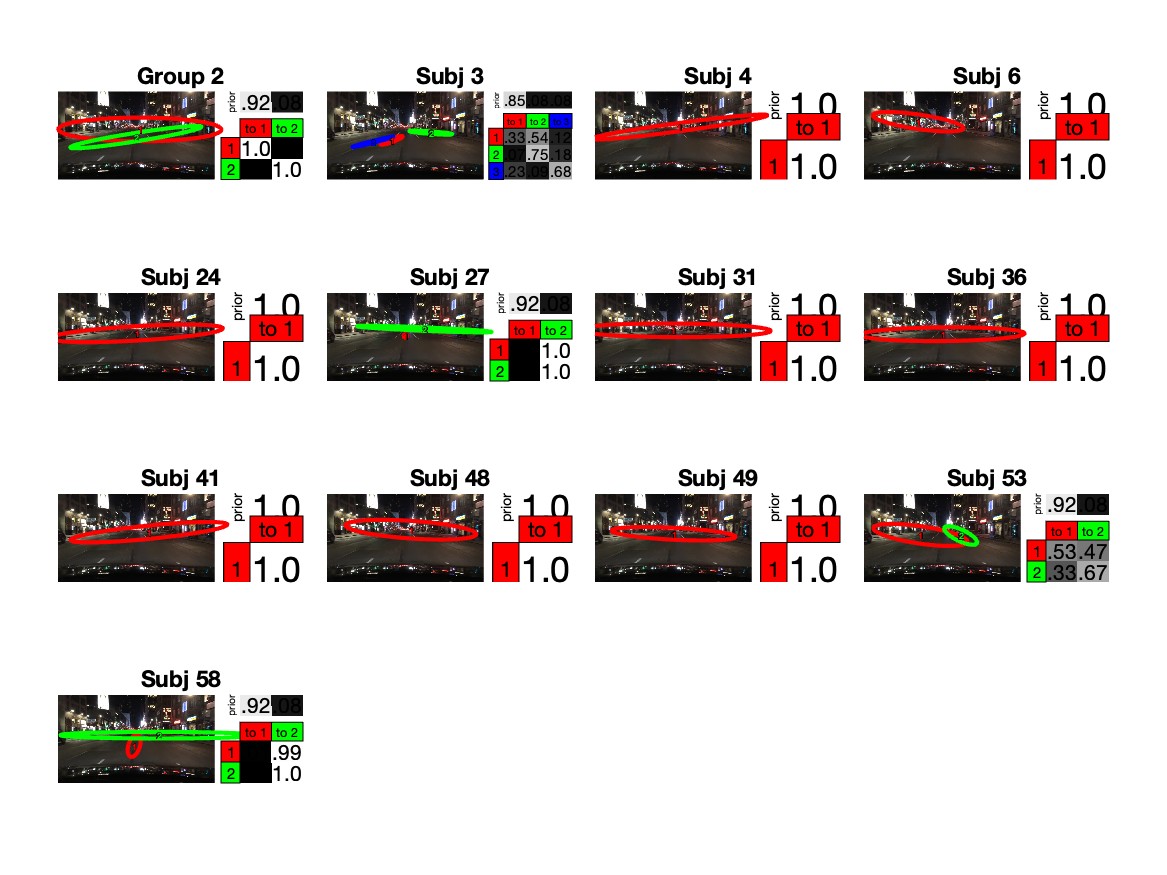 Group 2
prior .92 .08
to 1 to 2
1 1.0
2 1.0
Subj 3
prior .85 .08 .08
to 1 to 2
1 .33 .54 .12
2 .07 .75 .18
.23 .09 .68
Subj 4
prior 1.0
to 1
1 1.0
Subj 6
prior 1.0
to 1
1 1.0
Subj 24
prior 1.0
to 1
1 1.0
Subj 27
prior .92 .08
to 1 to 2
1 1.0
2 1.0
Subj 31
prior 1.0
to 1
1 1.0
Subj 36
prior 1.0
to 1
1 1.0
Subj 41
prior 1.0
to 1
1 1.0
Subj 48
prior 1.0
to 1
1 1.0
Subj 49
prior 1.0
to 1
1 1.0
Subj 53
prior .92 .08
to 1 to 2
1 .53 .47
2 .33 .67
Subj 58
prior .92 .08
to 1 to 2
1 .99
2 1.0